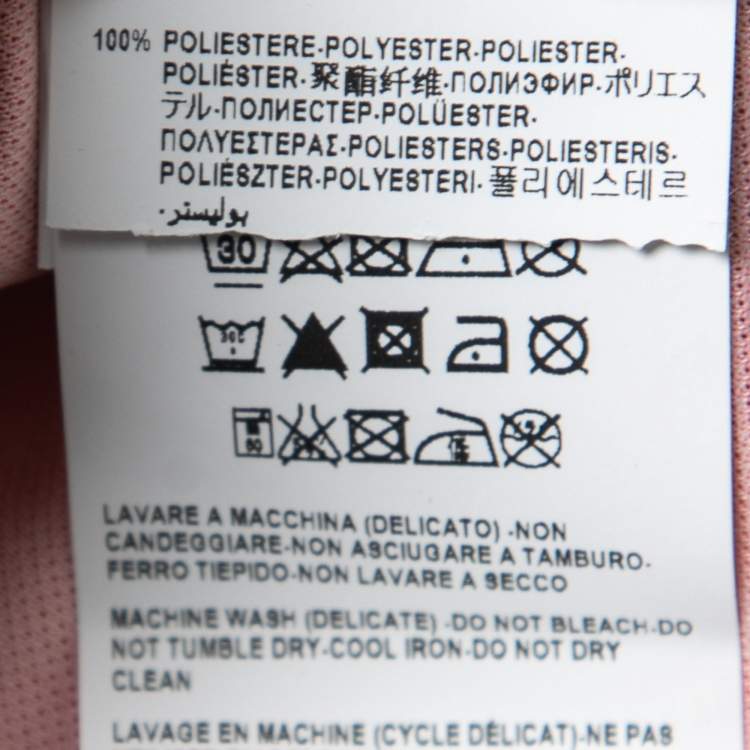 100% POLIESTERE-POLYESTER-POLIESTER-
POLIÉSTER-聚酯纤维-ПОЛИЭФИР-ポリエス
テル-ПОЛИЕСТЕР-POLÜESTER-
ΠΟΛΥΕΣΤΕΡΑΣ-POLIESTERS-POLIESTERIS-
POLIÉSZTER-POLYESTERI-폴리에스테르
بوليستر-
30
30C
60
低
LAVARE A MACCHINA (DELICATO) -NON
CANDEGGIARE-NON ASCIUGARE A TAMBURO-
FERRO TIEPIDO-NON LAVARE A SECCO
MACHINE WASH (DELICATE) -DO NOT BLEACH-DO
NOT TUMBLE DRY-COOL IRON-DO NOT DRY
CLEAN
LAVAGE EN MACHINE (CYCLE DÉLICAT)-NE PAS